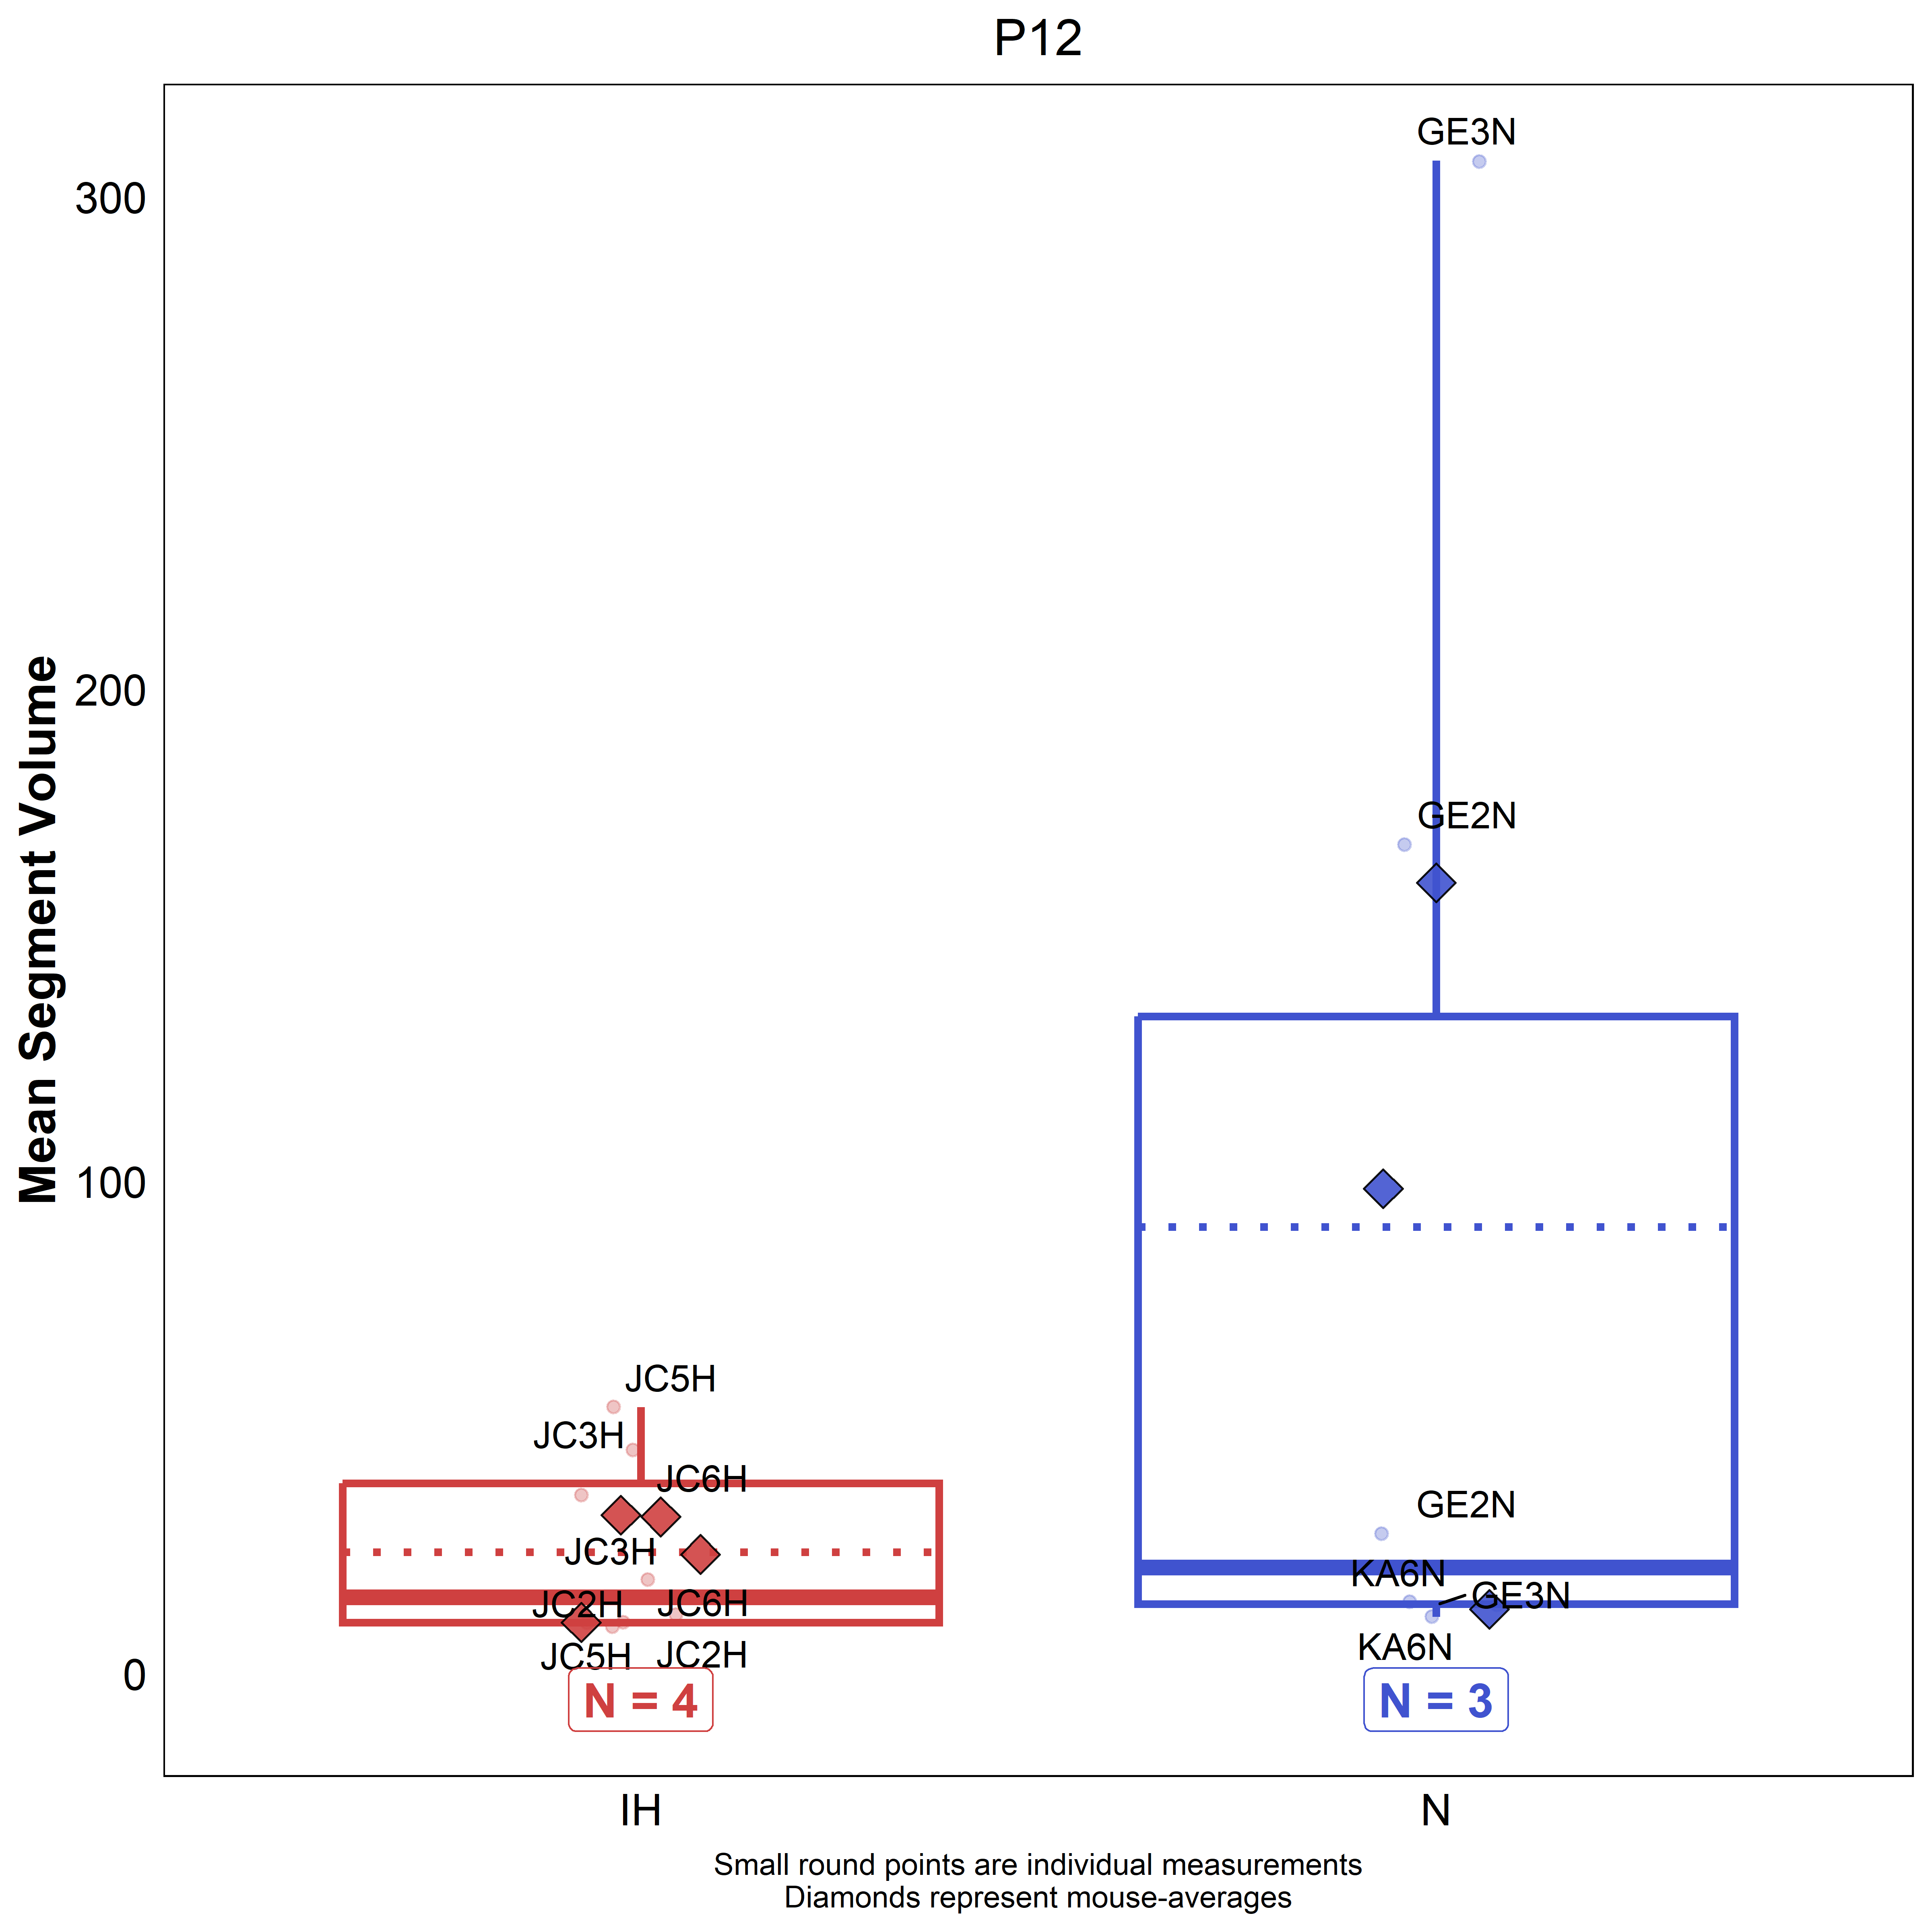 P12
Mean Segment Volume
300
200
100
0
GE3N
GE2N
JC5H
JC3H
JC6H
GE2N
JC3H
KA6N
GE3N
JC2H
JC6H
KA6N
JC5H
JC2H
N = 4
N = 3
IH
N
Small round points are individual measurements
Diamonds represent mouse-averages